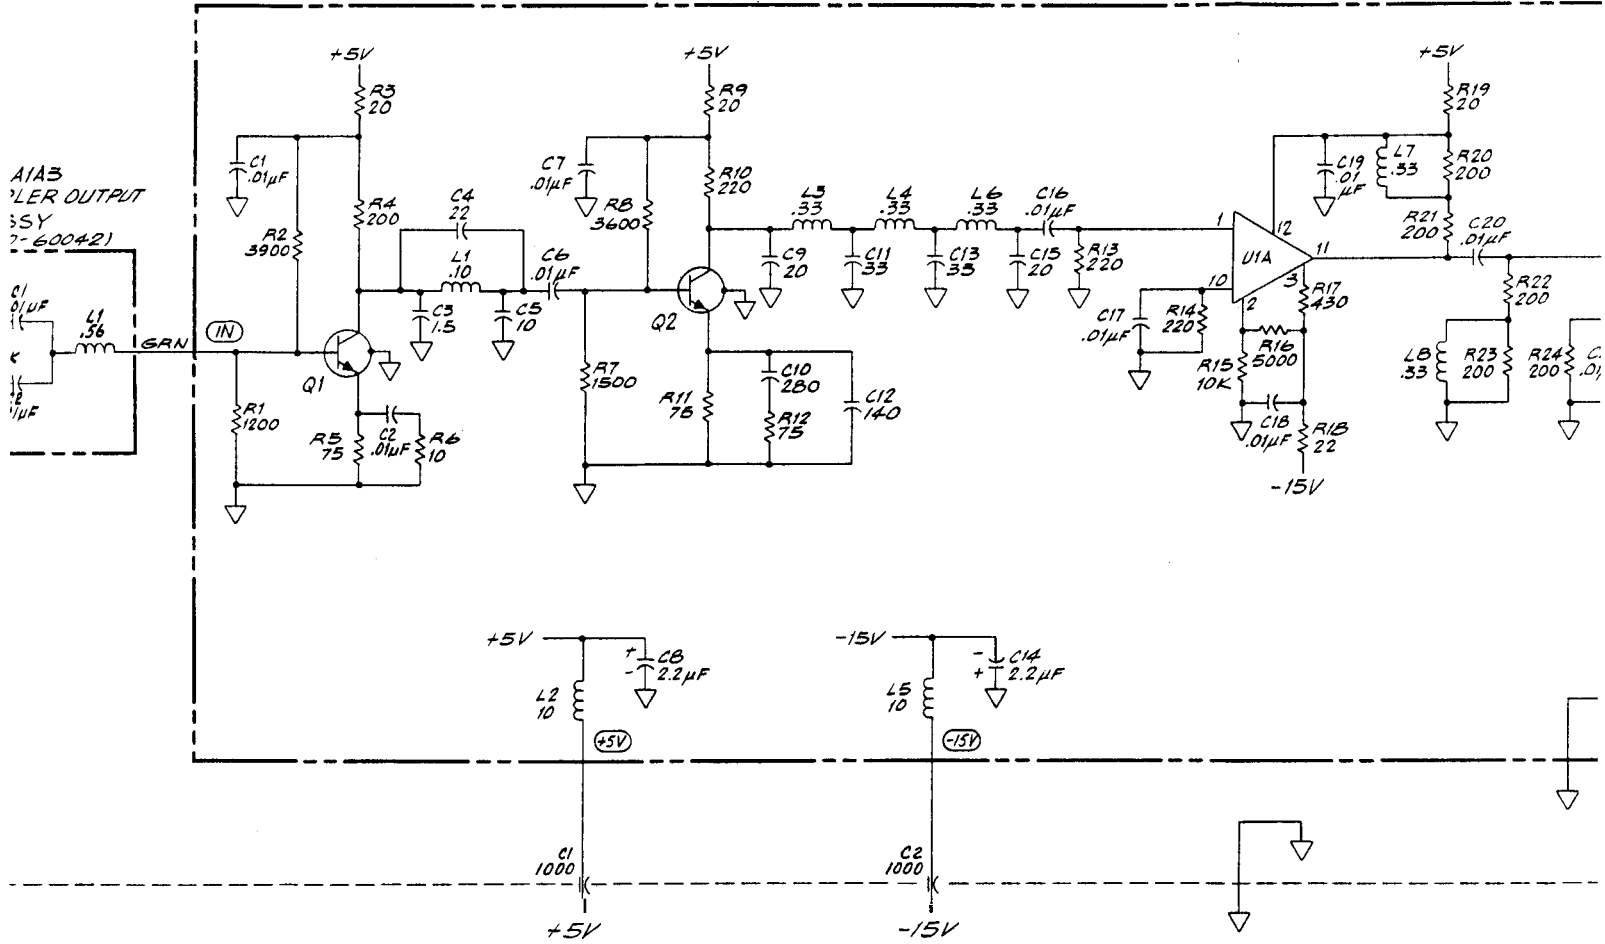 +5V
+5V
+5V
R3
20
R9
20
R19
20
A1A3
PLER OUTPUT
SSY
7-60042)
C1
.01µF
R4
200
R2
3900
C4
22
L1
.10
C6
.01µF
C3
1.5
C5
10
C7
.01µF
R8
3600
R10
220
L3
.33
L4
.33
L6
.33
C16
.01µF
C9
20
C11
33
C13
33
C15
20
R13
220
C19
.01
µF
L7
.33
R20
200
R21
200
C20
.01µF
1
12
11
U1A
10
3
2
R17
430
R22
200
C1
.01µF
L1
.56
GRN
IN
Q1
Q2
C17
.01µF
R14
220
R16
5000
R15
10K
C18
.01µF
R18
22
-15V
L8
.33
R23
200
R24
200
.01
R1
1200
R5
75
C2
.01µF
R6
10
R7
1500
R11
75
C10
280
R12
75
C12
140
+5V
+
-
C8
2.2µF
L2
10
+5V
-15V
-
+
C14
2.2µF
L5
10
-15V
C1
1000
C2
1000
+5V
-15V